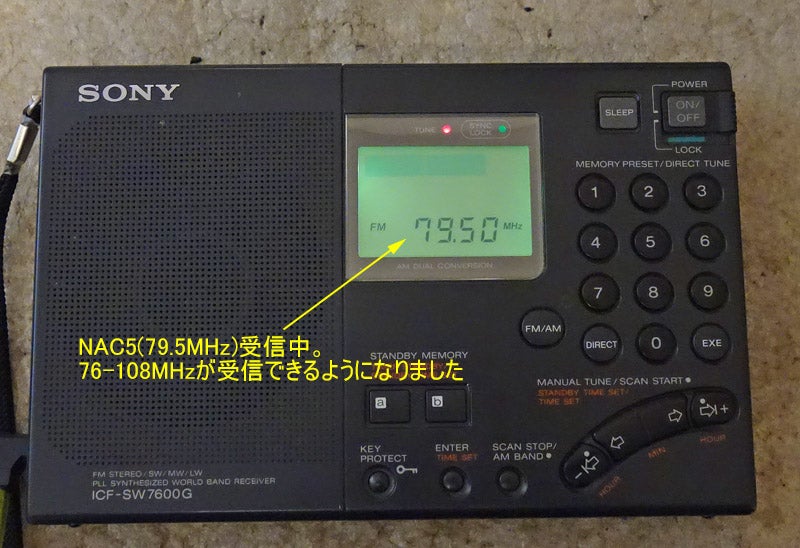 SONY
TUNE
SYNC LOCK
POWER
SLEEP
ON/
OFF
LOCK
MEMORY PRESET/DIRECT TUNE
1 2 3
FM 79.50 MHz
4 5 6
AM DUAL CONVERSION
7 8 9
FM/AM
DIRECT 0 EXE
NAC5(79.5MHz)受信中。
76-108MHzが受信できるようになりました
STANDBY MEMORY
a b
MANUAL TUNE/SCAN START
STANDBY TIME SET/
TIME SET
KEY
PROTECT
ENTER
TIME SET
SCAN STOP/
AM BAND
- +
HOUR MIN HOUR
FM STEREO/SW/MW/LW
PLL SYNTHESIZED WORLD BAND RECEIVER
ICF-SW7600G